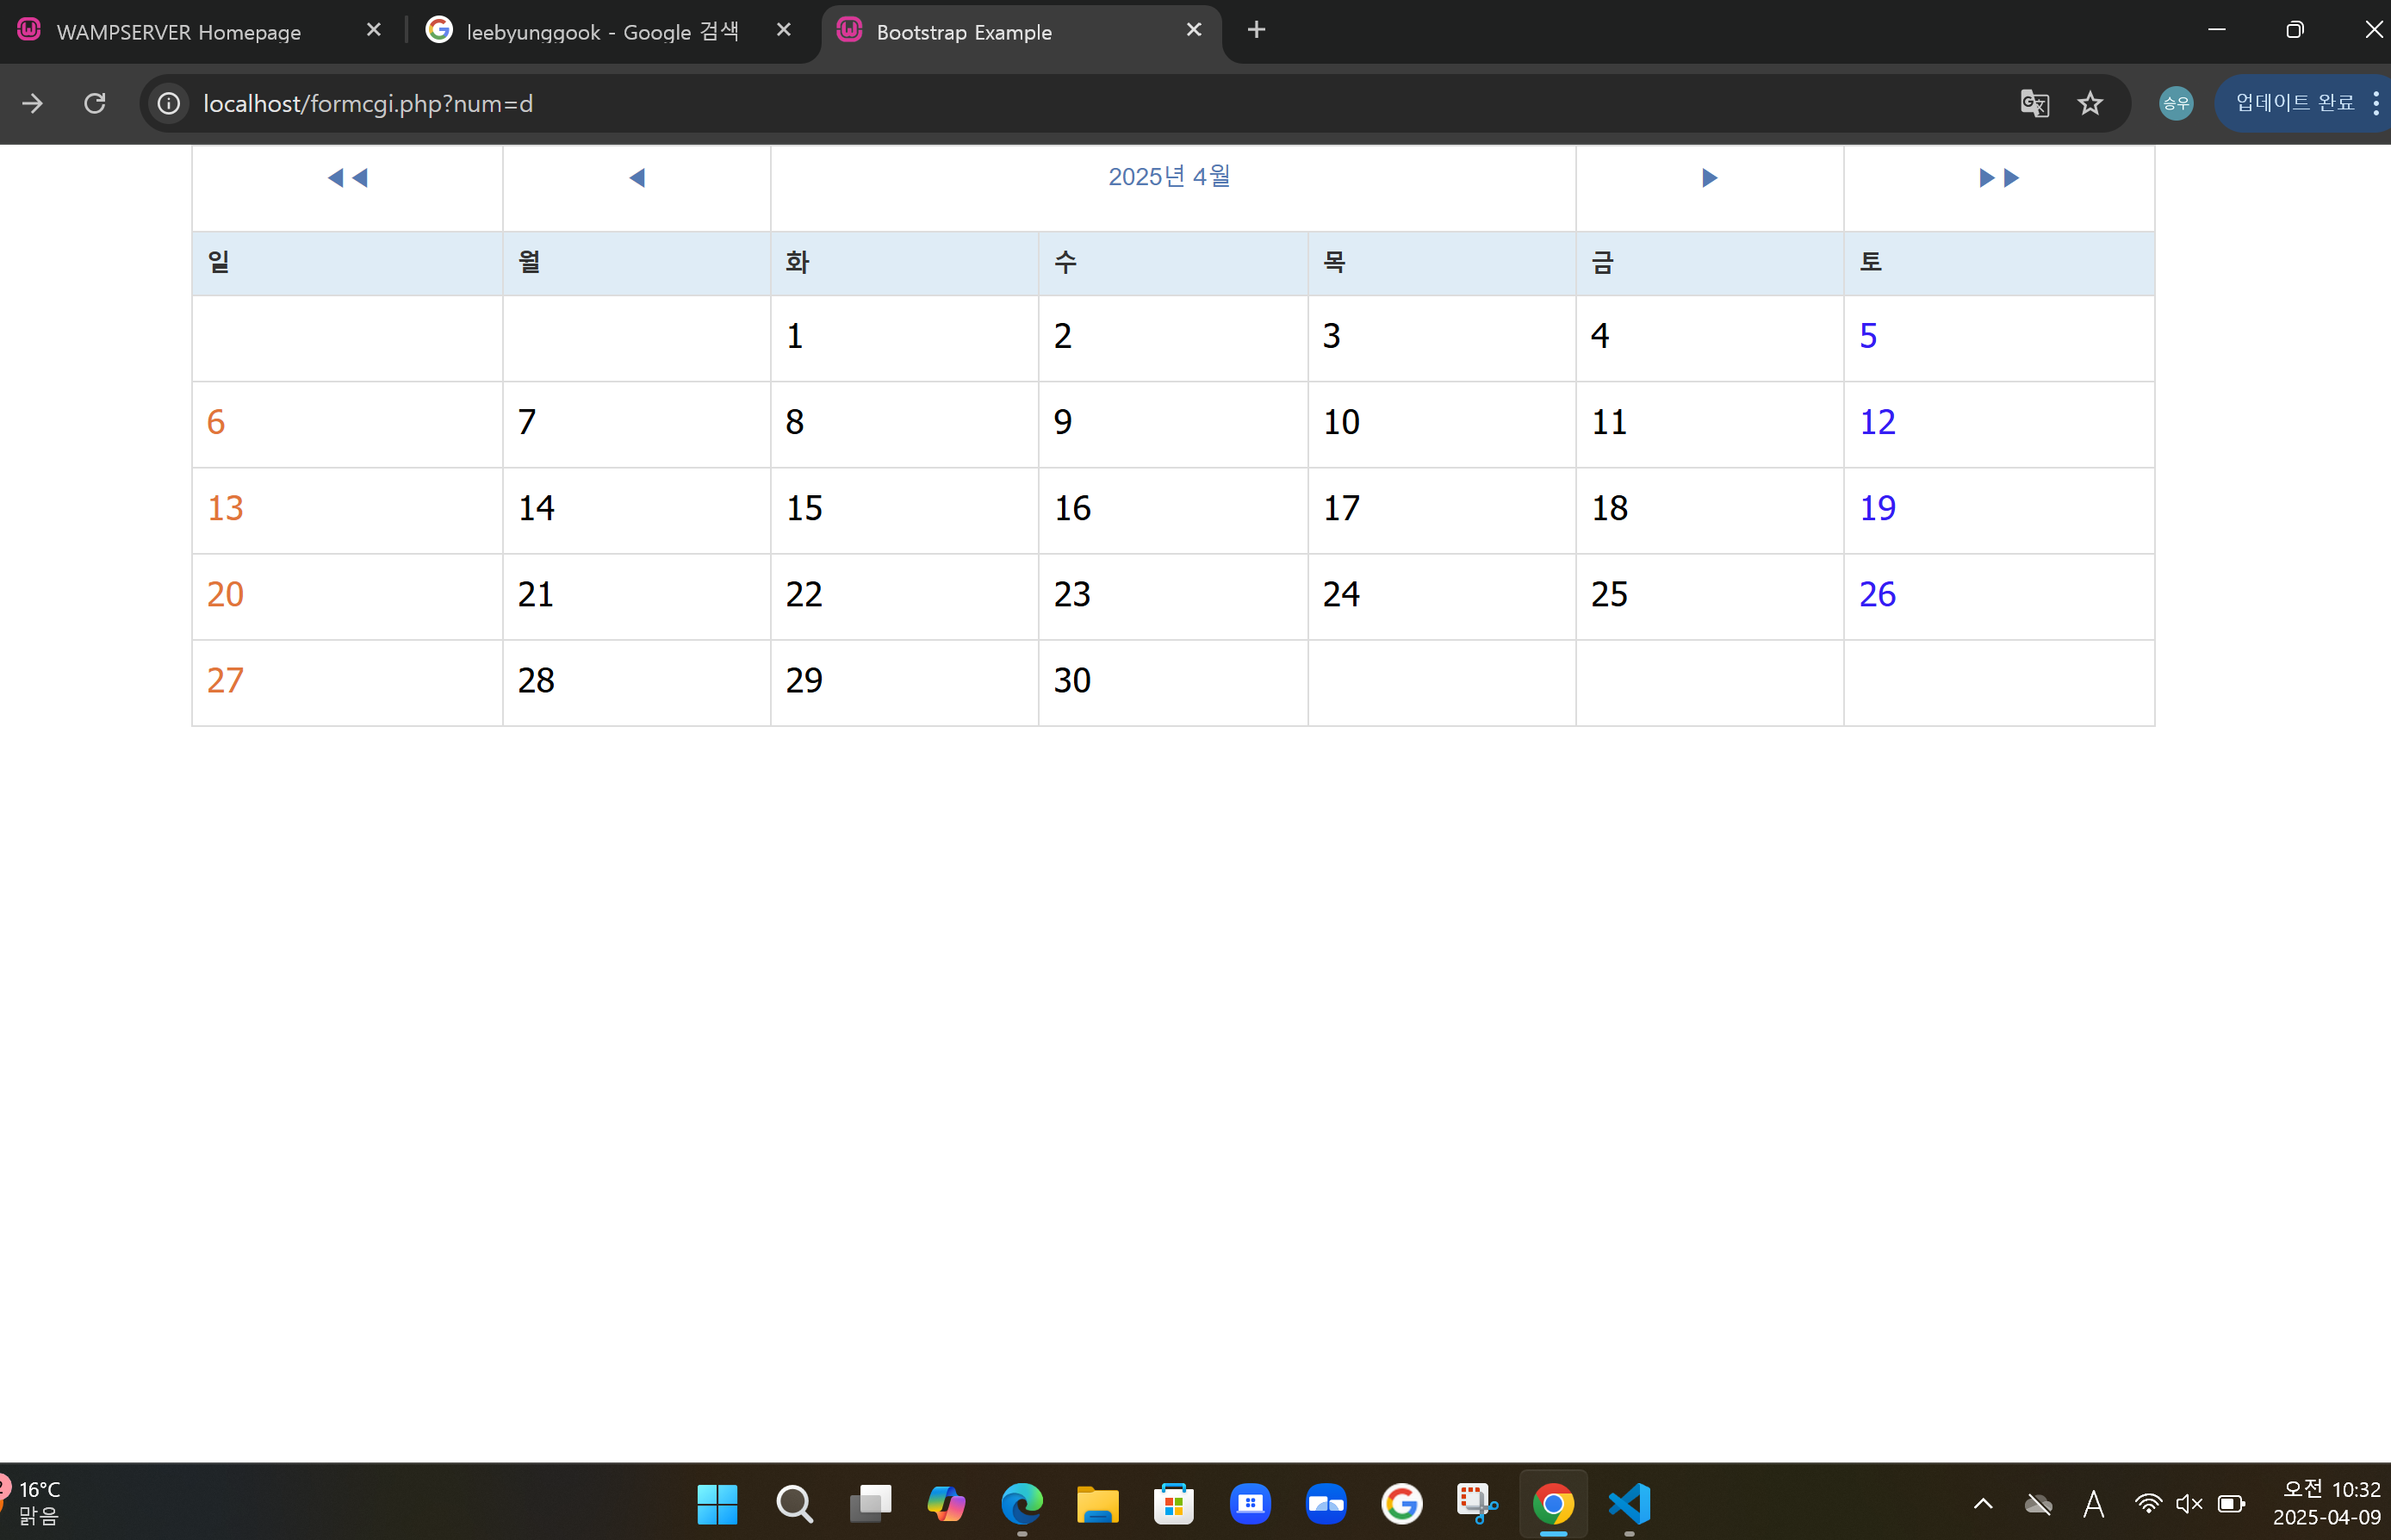 WAMPSERVER Homepage
leebyunggook - Google 검색
Bootstrap Example
localhost/formcgi.php?num=d
승우
업데이트 완료
◀◀ ◀ 2025년 4월 ▶ ▶▶
일 월 화 수 목 금 토
1 2 3 4 5
6 7 8 9 10 11 12
13 14 15 16 17 18 19
20 21 22 23 24 25 26
27 28 29 30
16°C
맑음
A
오전 10:32
2025-04-09